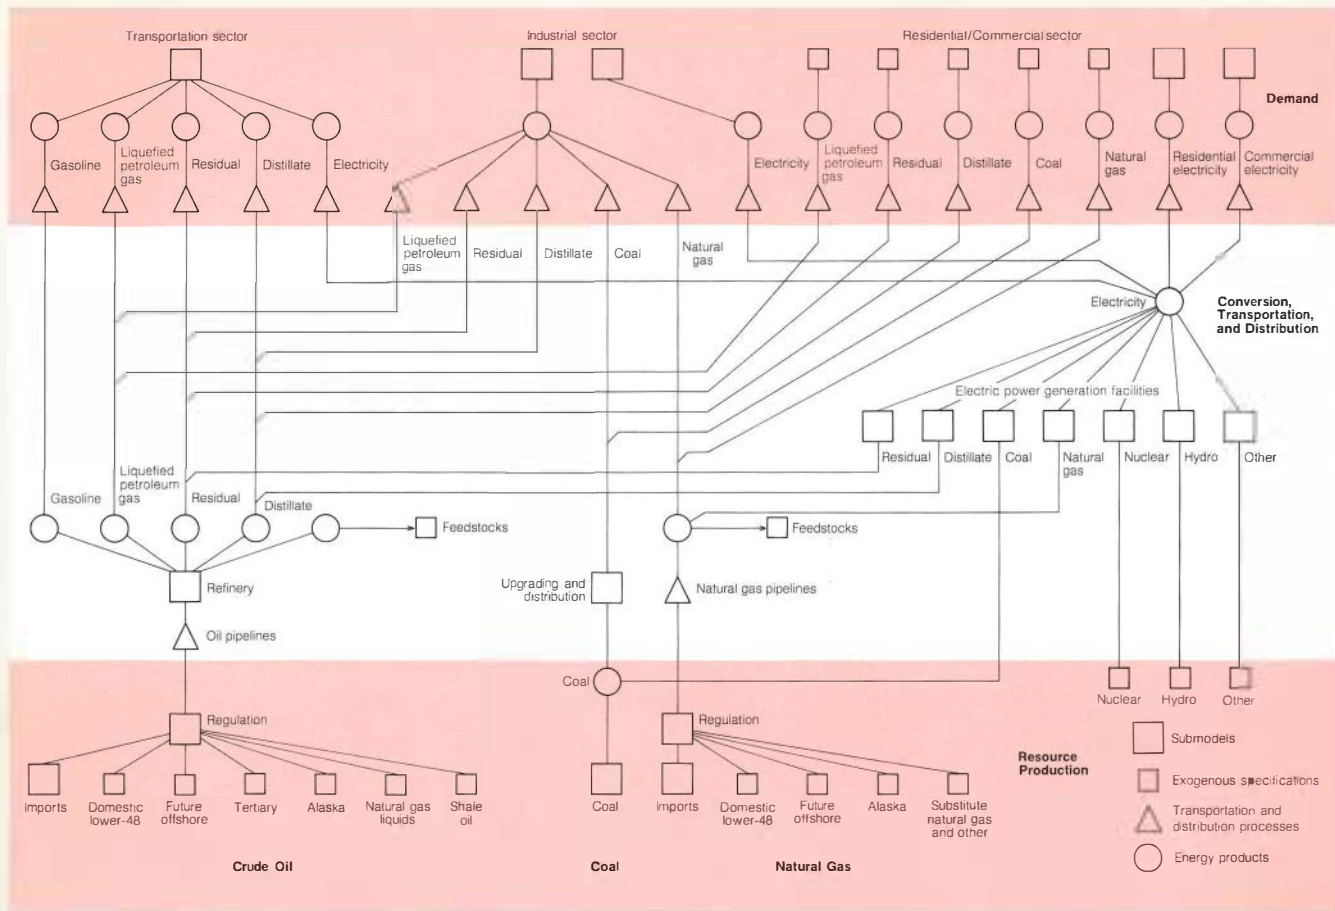 Transportation sector
Industrial sector
Residential/Commercial sector
Demand
Gasoline
Liquefied
petroleum
gas
Residual
Distillate
Electricity
Electricity
Liquefied
petroleum
gas
Residual
Distillate
Coal
Natural
gas
Residential
electricity
Commercial
electricity
Liquefied
petroleum
gas
Residual
Distillate
Coal
Natural
gas
Electricity
Conversion,
Transportation,
and Distribution
Electric power generation facilities
Residual
Distillate
Coal
Natural
gas
Nuclear
Hydro
Other
Gasoline
Liquefied
petroleum
gas
Residual
Distillate
Feedstocks
Feedstocks
Refinery
Upgrading and
distribution
Natural gas pipelines
Oil pipelines
Coal
Nuclear
Hydro
Other
Regulation
Regulation
Resource
Production
Submodels
Exogenous specifications
Transportation and
distribution processes
Energy products
Imports
Domestic
lower-48
Future
offshore
Tertiary
Alaska
Natural gas
liquids
Shale
oil
Coal
Imports
Domestic
lower-48
Future
offshore
Alaska
Substitute
natural gas
and other
Crude Oil
Coal
Natural Gas